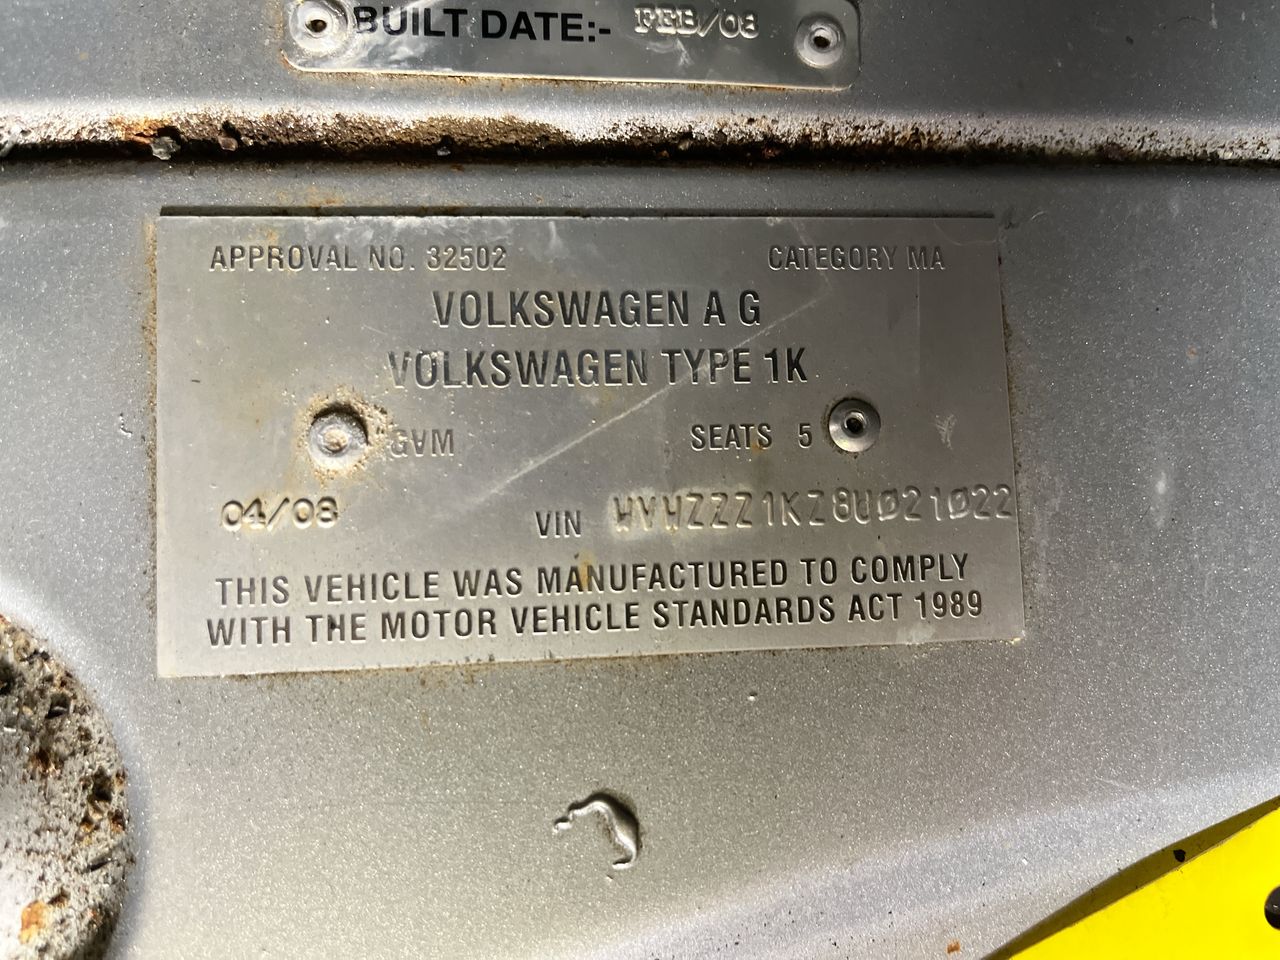 BUILT DATE:- FEB/08
APPROVAL NO. 32502 CATEGORY MA
VOLKSWAGEN A G
VOLKSWAGEN TYPE 1K
GVM SEATS 5
04/08 VIN WVWZZZ1KZ8U021022
THIS VEHICLE WAS MANUFACTURED TO COMPLY
WITH THE MOTOR VEHICLE STANDARDS ACT 1989